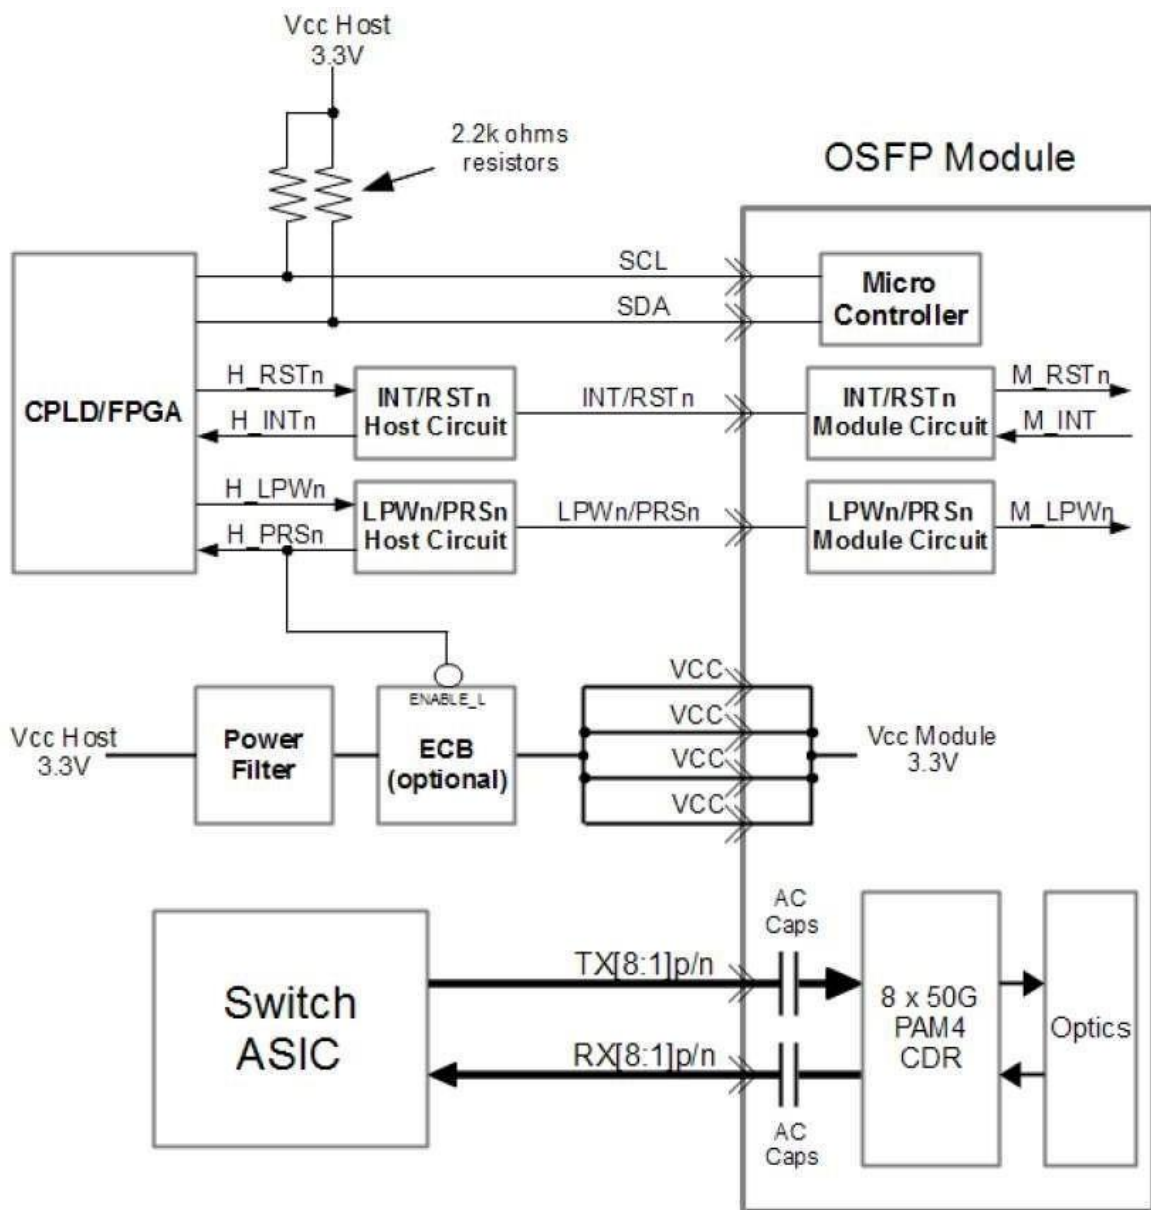 Vcc Host
3.3V
2.2k ohms
resistors
OSFP Module
SCL
SDA
Micro
Controller
CPLD/FPGA
H_RSTn
H_INTn
INT/RSTn
Host Circuit
INT/RSTn
INT/RSTn
Module Circuit
M_RSTn
M_INT
H_LPWn
H_PRSn
LPWn/PRSn
Host Circuit
LPWn/PRSn
LPWn/PRSn
Module Circuit
M_LPWn
Vcc Host
3.3V
Power
Filter
ENABLE_L
ECB
(optional)
VCC
VCC
VCC
VCC
Vcc Module
3.3V
Switch
ASIC
TX[8:1]p/n
RX[8:1]p/n
AC
Caps
AC
Caps
8 x 50G
PAM4
CDR
Optics